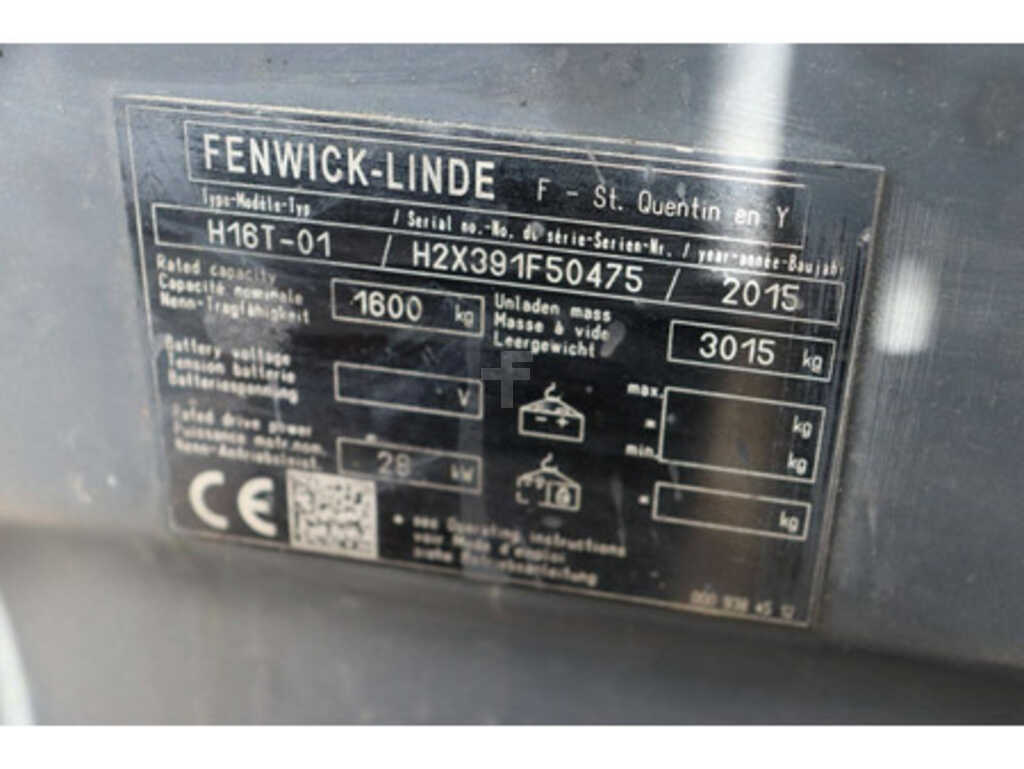 FENWICK-LINDE F - St. Quentin en Y
Type-Modèle-Typ / Serial no.-No. de série-Serien-Nr. / year-année-Baujahr
H16T-01 / H2X391F50475 / 2015
Rated capacity
Capacité nominale
Nenn-Tragfähigkeit
1600 kg
Unladen mass
Masse à vide
Leergewicht
3015 kg
Battery voltage
Tension batterie
Batteriespannung
V
max.
kg
min.
kg
Rated drive power
Puissance motr.nom.
Nenn-Antriebsleist.
28 kW
= kg
CE
see Operating instructions
voir Mode d'emploi
siehe Betriebsanleitung